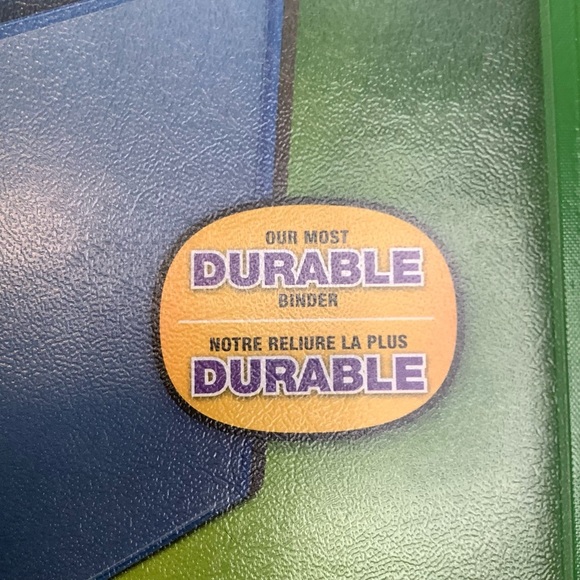 OUR MOST
DURABLE
BINDER
NOTRE RELIURE LA PLUS
DURABLE